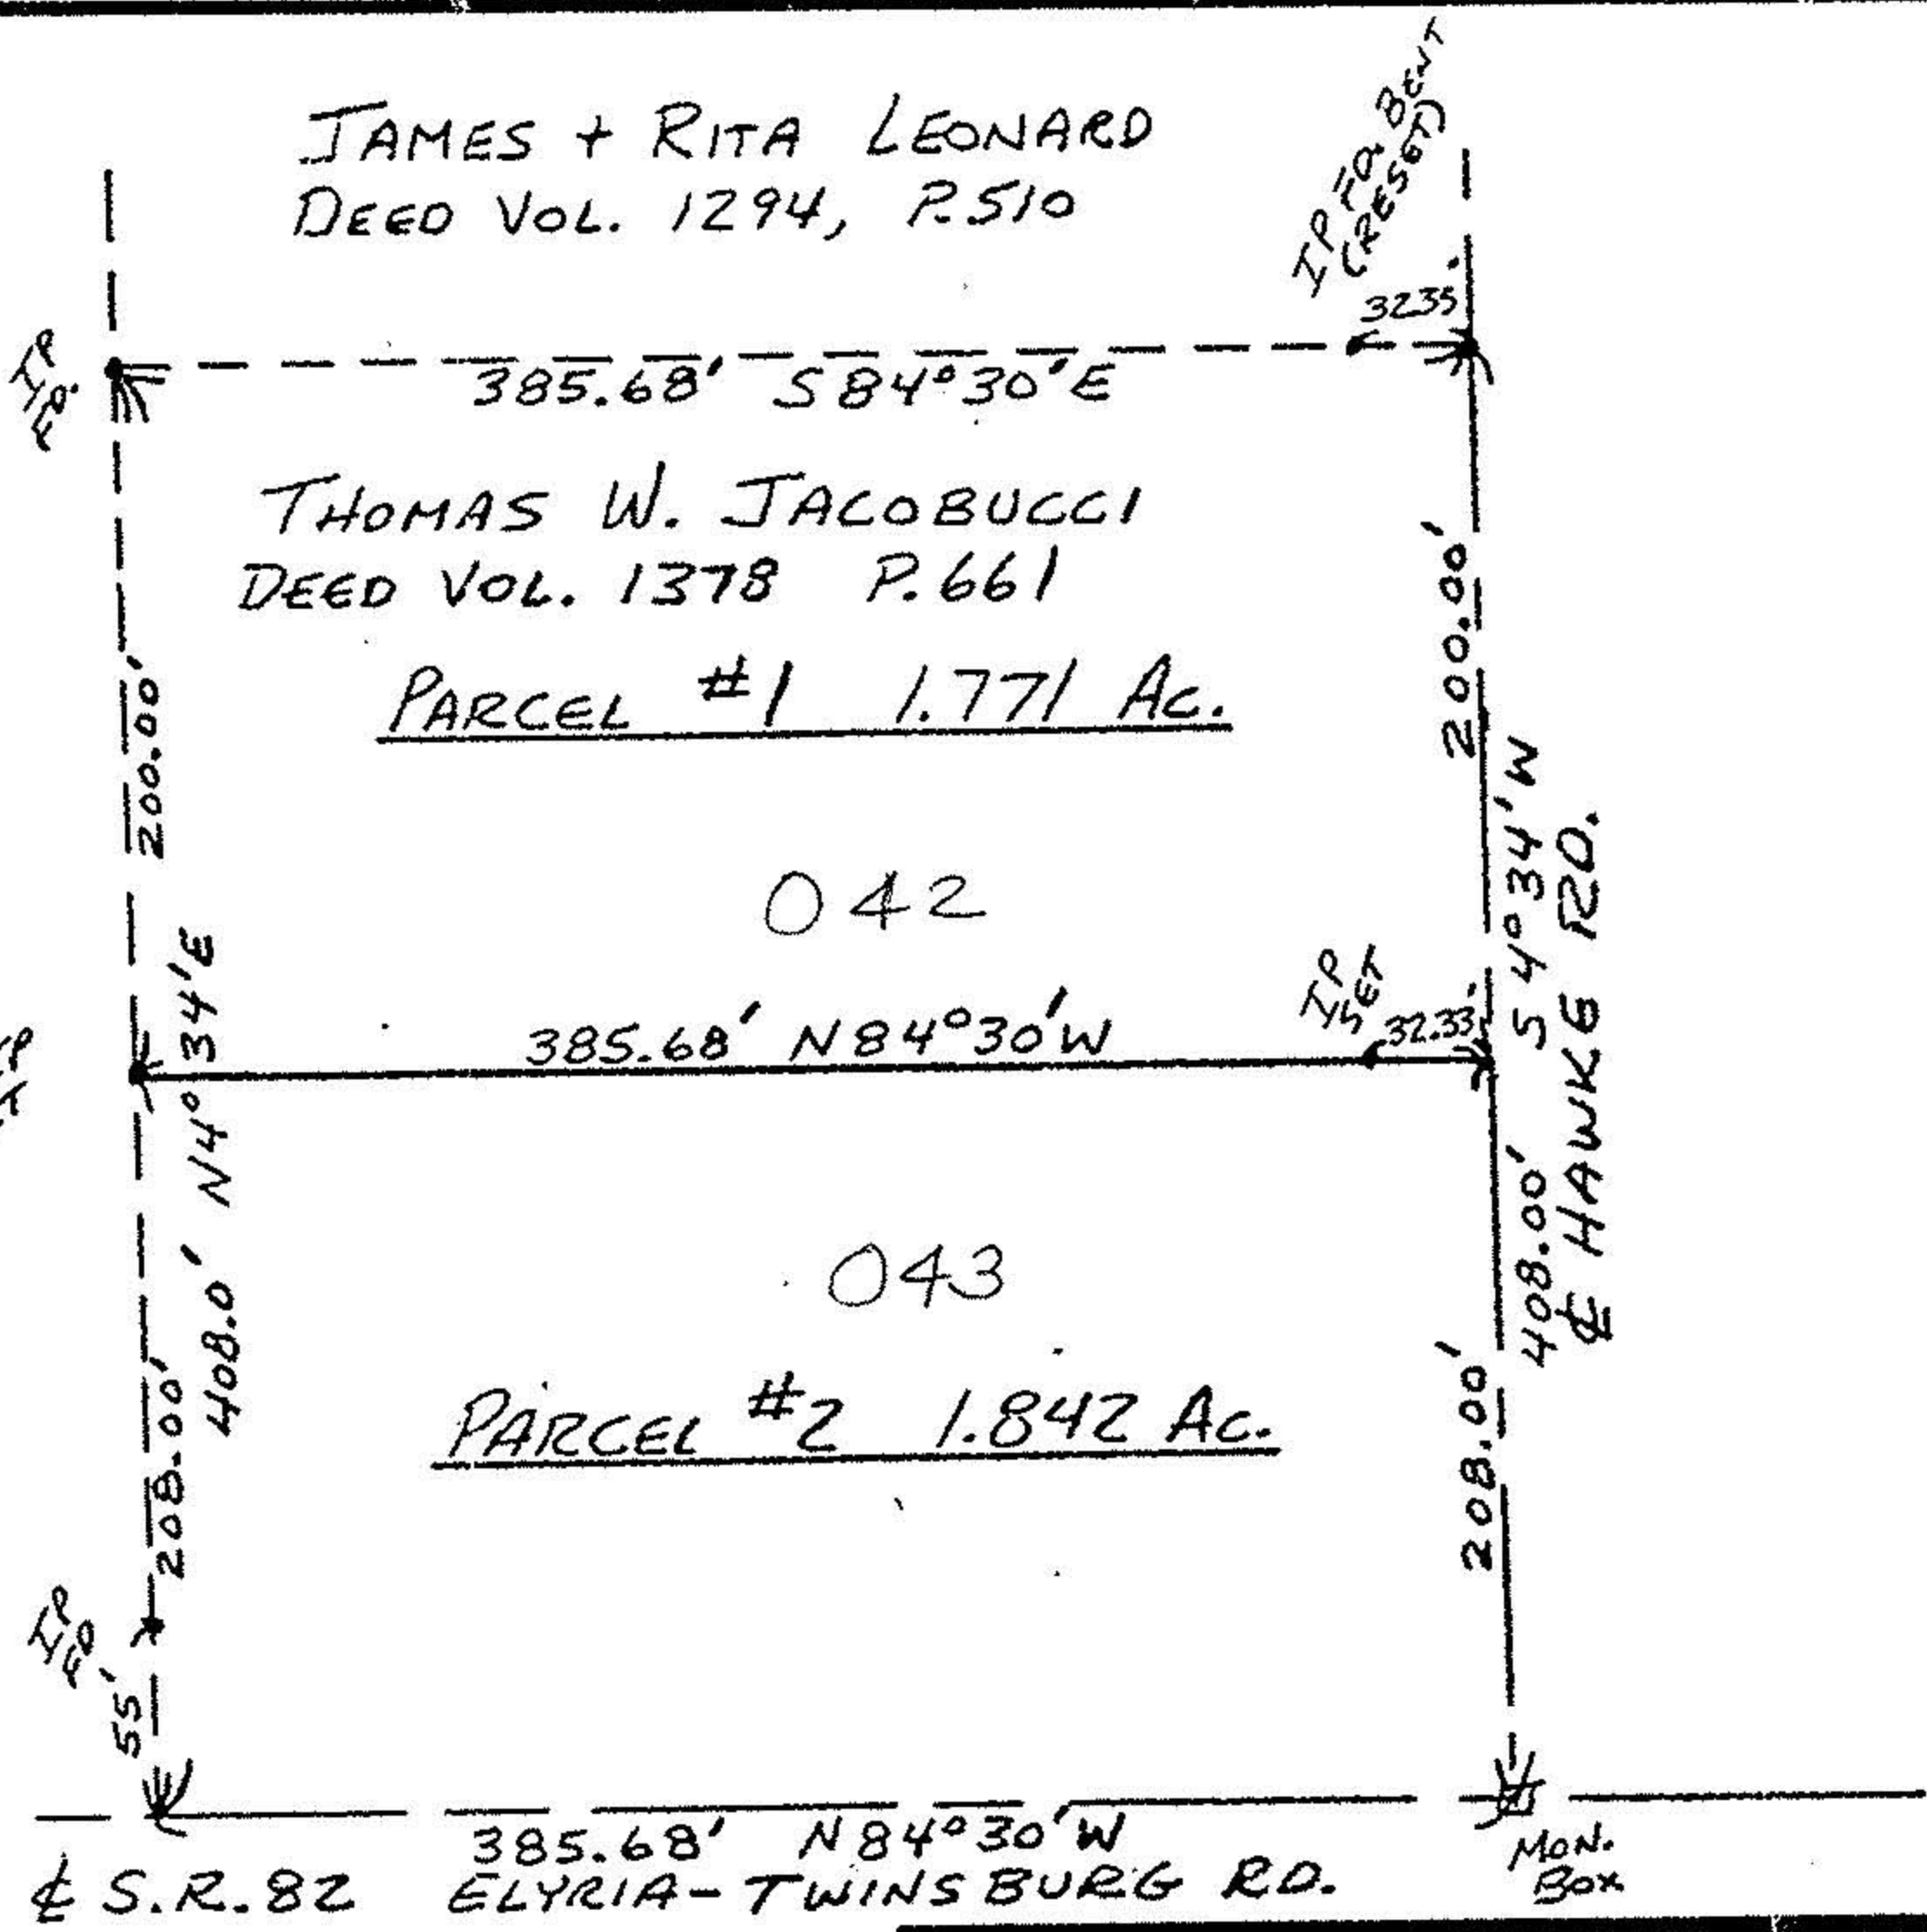 JAMES + RITA LEONARD
DEED VOL. 1294, P.510
IP FD BENT
(RESET)
32.35'
IP
FD.
385.68' S 84°30'E
THOMAS W. JACOBUCCI
DEED VOL. 1378 P.661
PARCEL #1 1.771 AC.
200.00'
200.00'
042
N4°34'E
S 4°34'W
℄ HAWKE RD.
IP
SET
32.33'
385.68' N84°30'W
408.0'
408.00'
043
PARCEL #2 1.842 AC.
208.00'
208.00'
IP
FD
55'
385.68' N84°30'W
℄ S.R.82 ELYRIA-TWINSBURG RD.
MON.
BOX